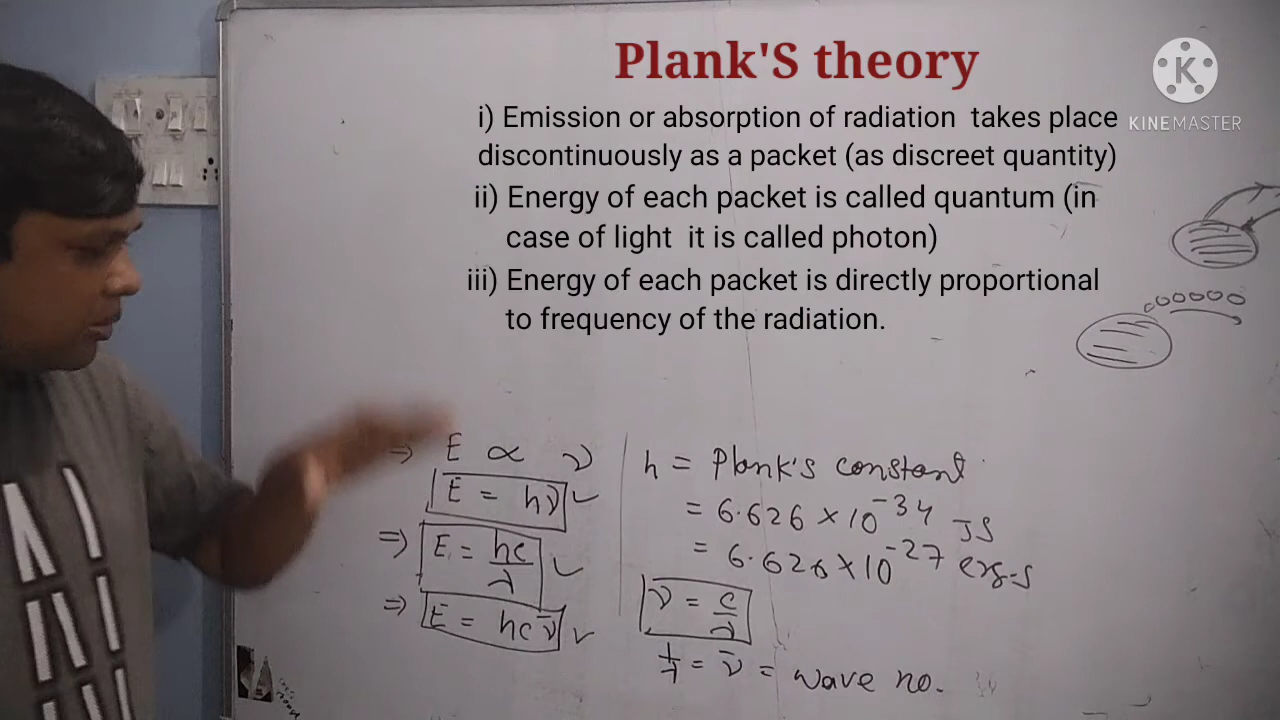 Plank'S theory
KINEMASTER
i) Emission or absorption of radiation takes place
discontinuously as a packet (as discreet quantity)
ii) Energy of each packet is called quantum (in
case of light it is called photon)
iii) Energy of each packet is directly proportional
to frequency of the radiation.
⇒ E ∝ ν
E = hν
⇒ E = hc/λ
⇒ E = hcν̄
h = Plank's constant
= 6.626 × 10⁻³⁴ JS
= 6.626 × 10⁻²⁷ erg-s
ν = c/λ
1/λ = ν̄ = wave no.